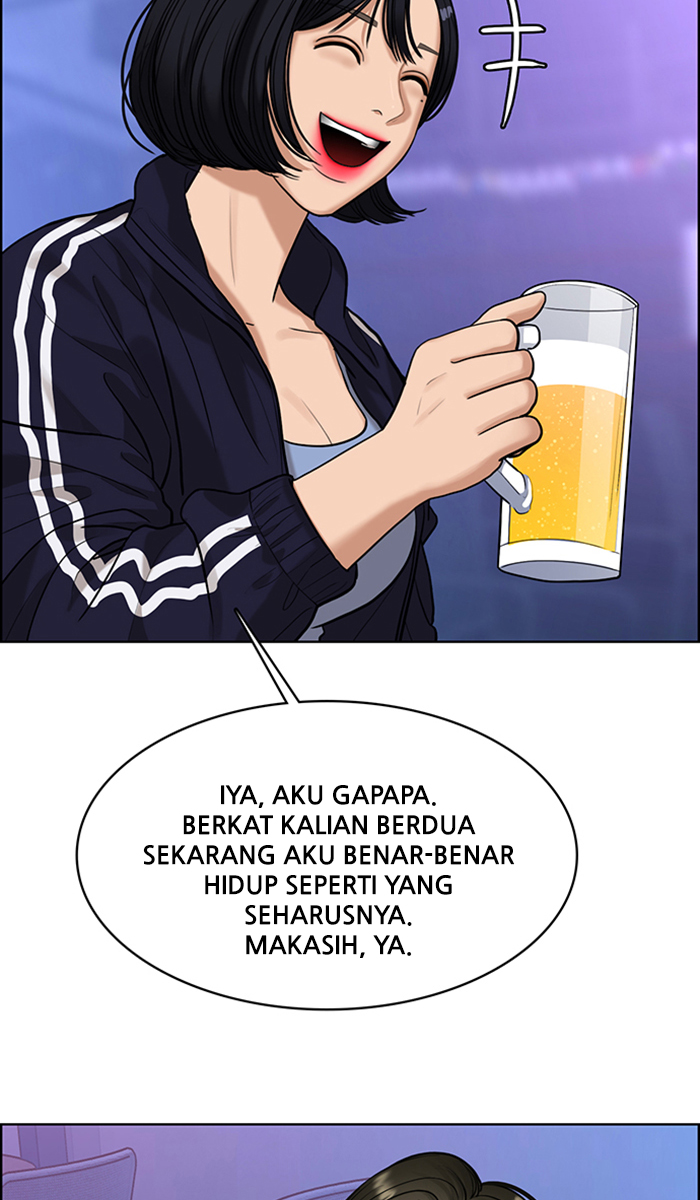 IYA, AKU GAPAPA.
BERKAT KALIAN BERDUA
SEKARANG AKU BENAR-BENAR
HIDUP SEPERTI YANG
SEHARUSNYA.
MAKASIH, YA.